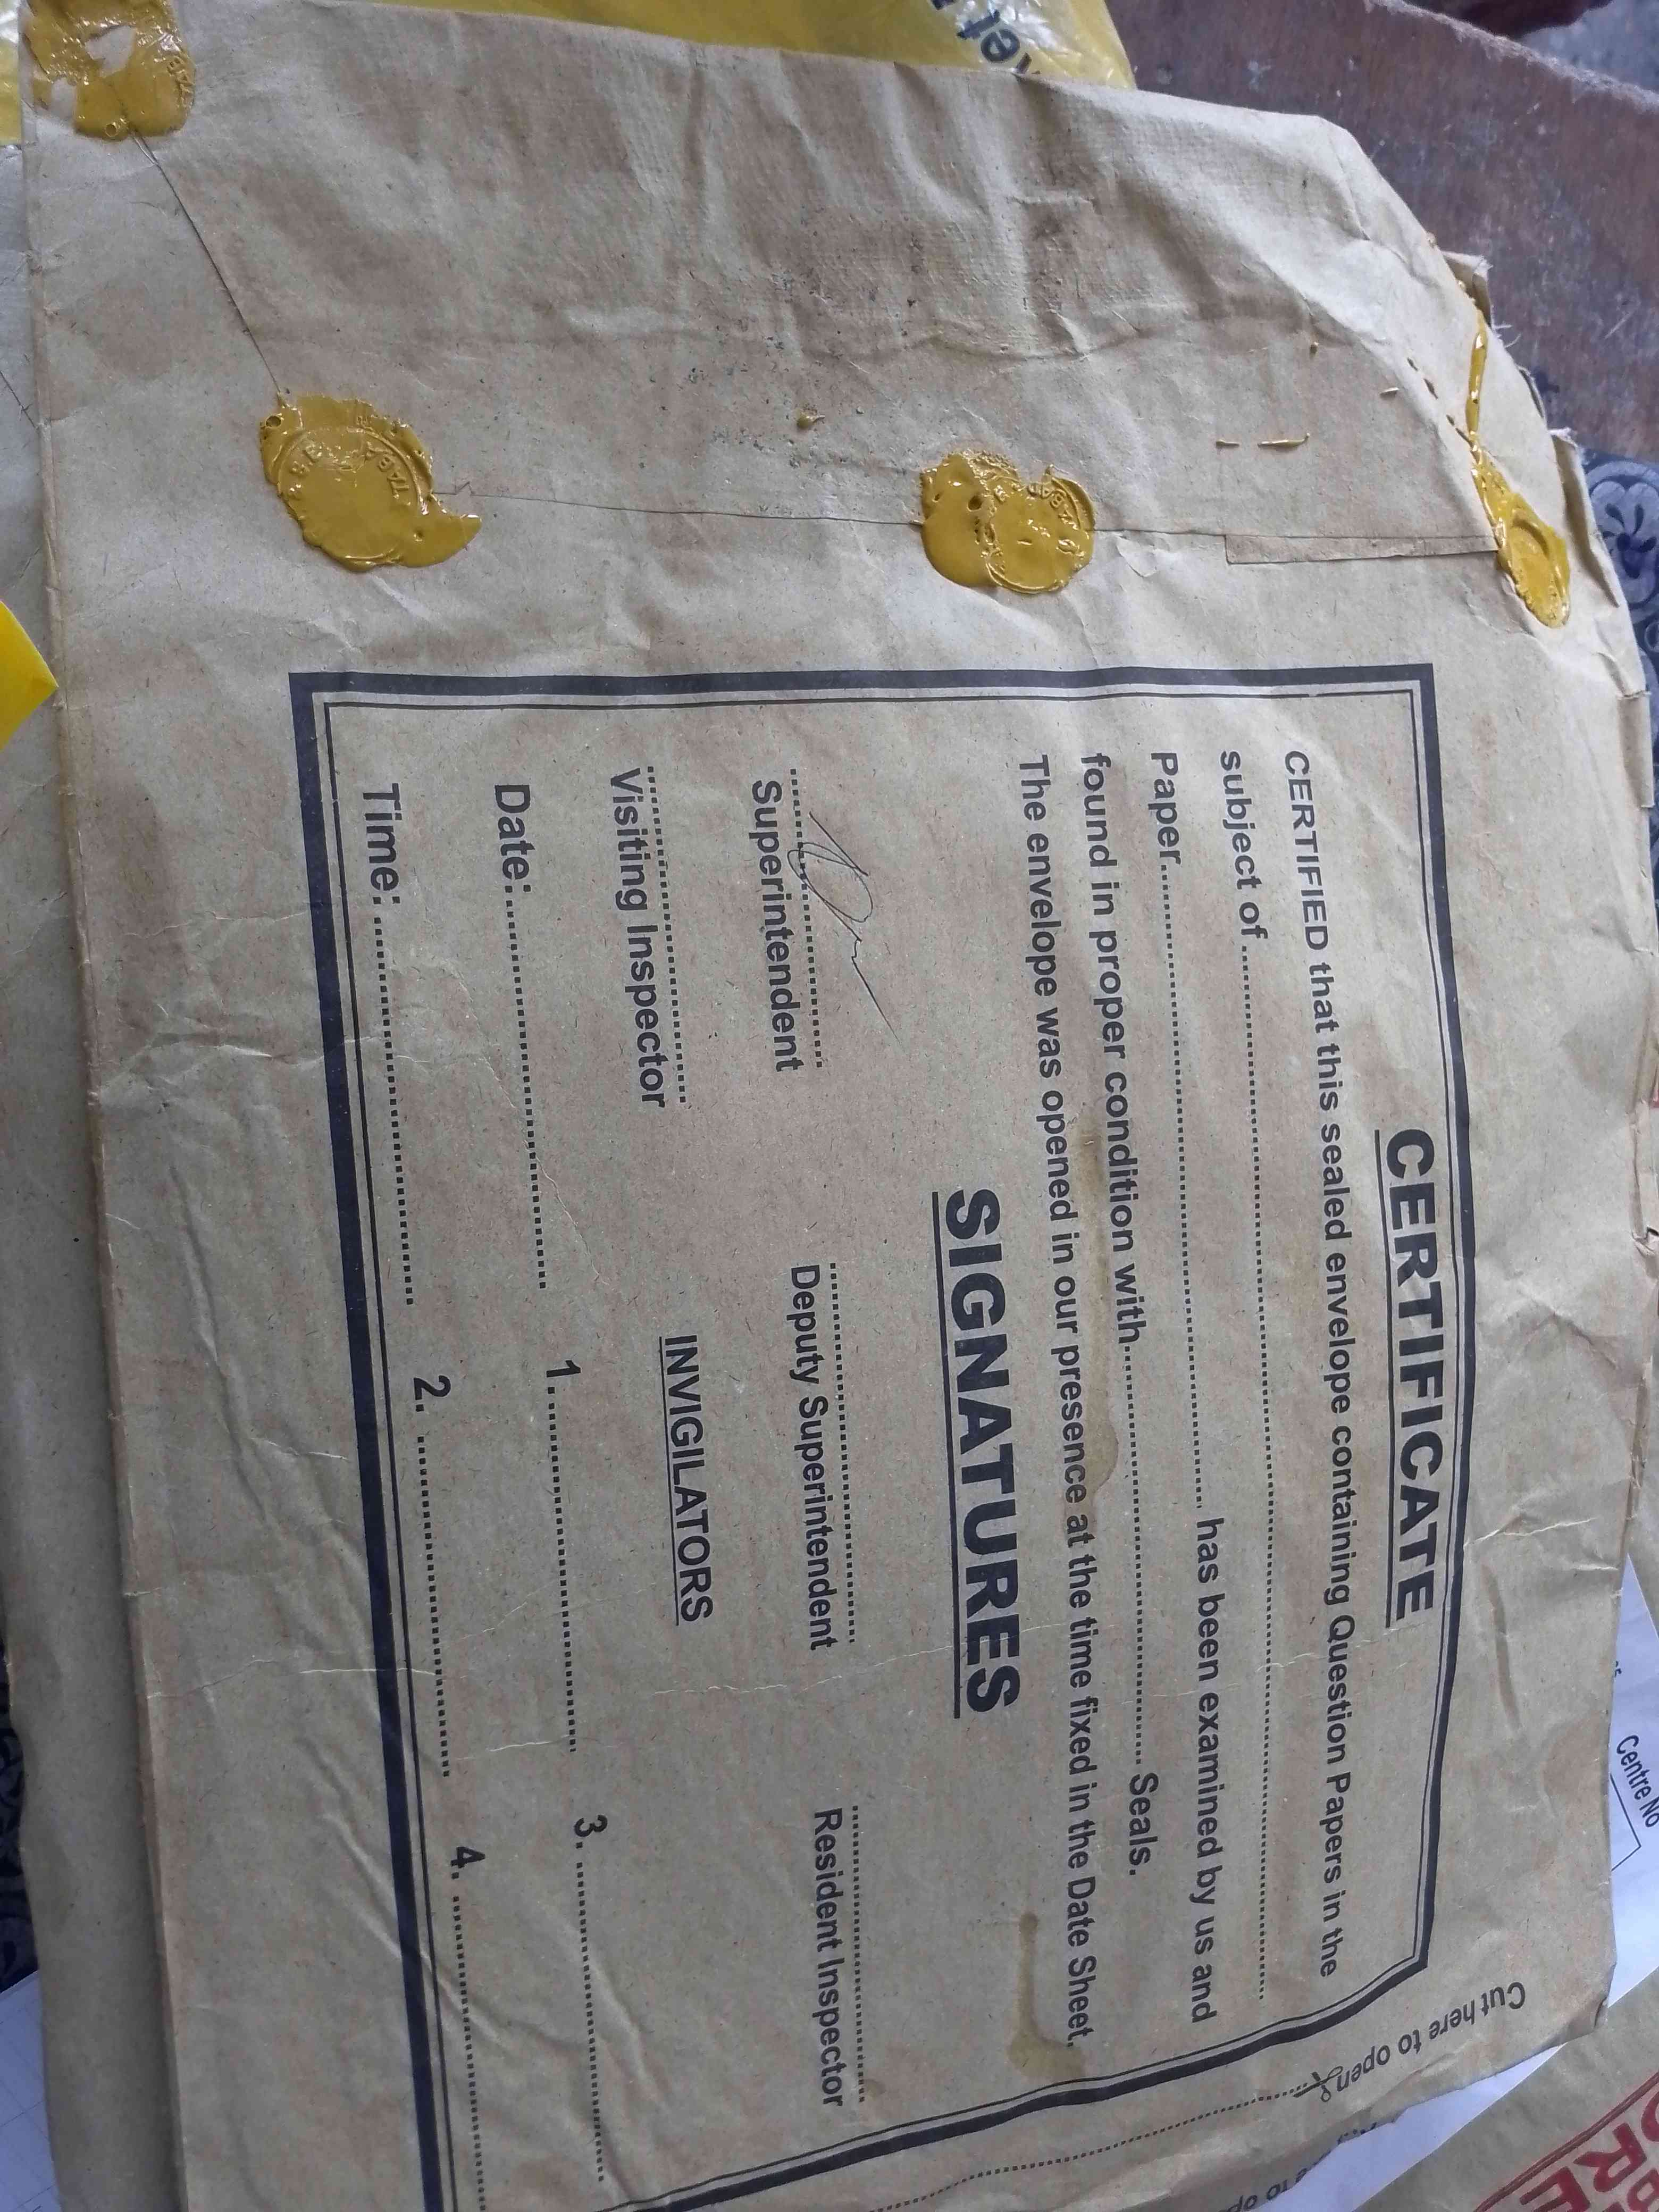 CERTIFICATE
CERTIFIED that this sealed envelope containing Question Papers in the
subject of................
Paper................ has been examined by us and
found in proper condition with................ Seals.
The envelope was opened in our presence at the time fixed in the Date Sheet.
SIGNATURES
Superintendent Deputy Superintendent Resident Inspector
Visiting Inspector
INVIGILATORS
Date:................ 1................. 3. ................
Time: ................ 2. ................ 4. ................
Cut here to open
Centre No